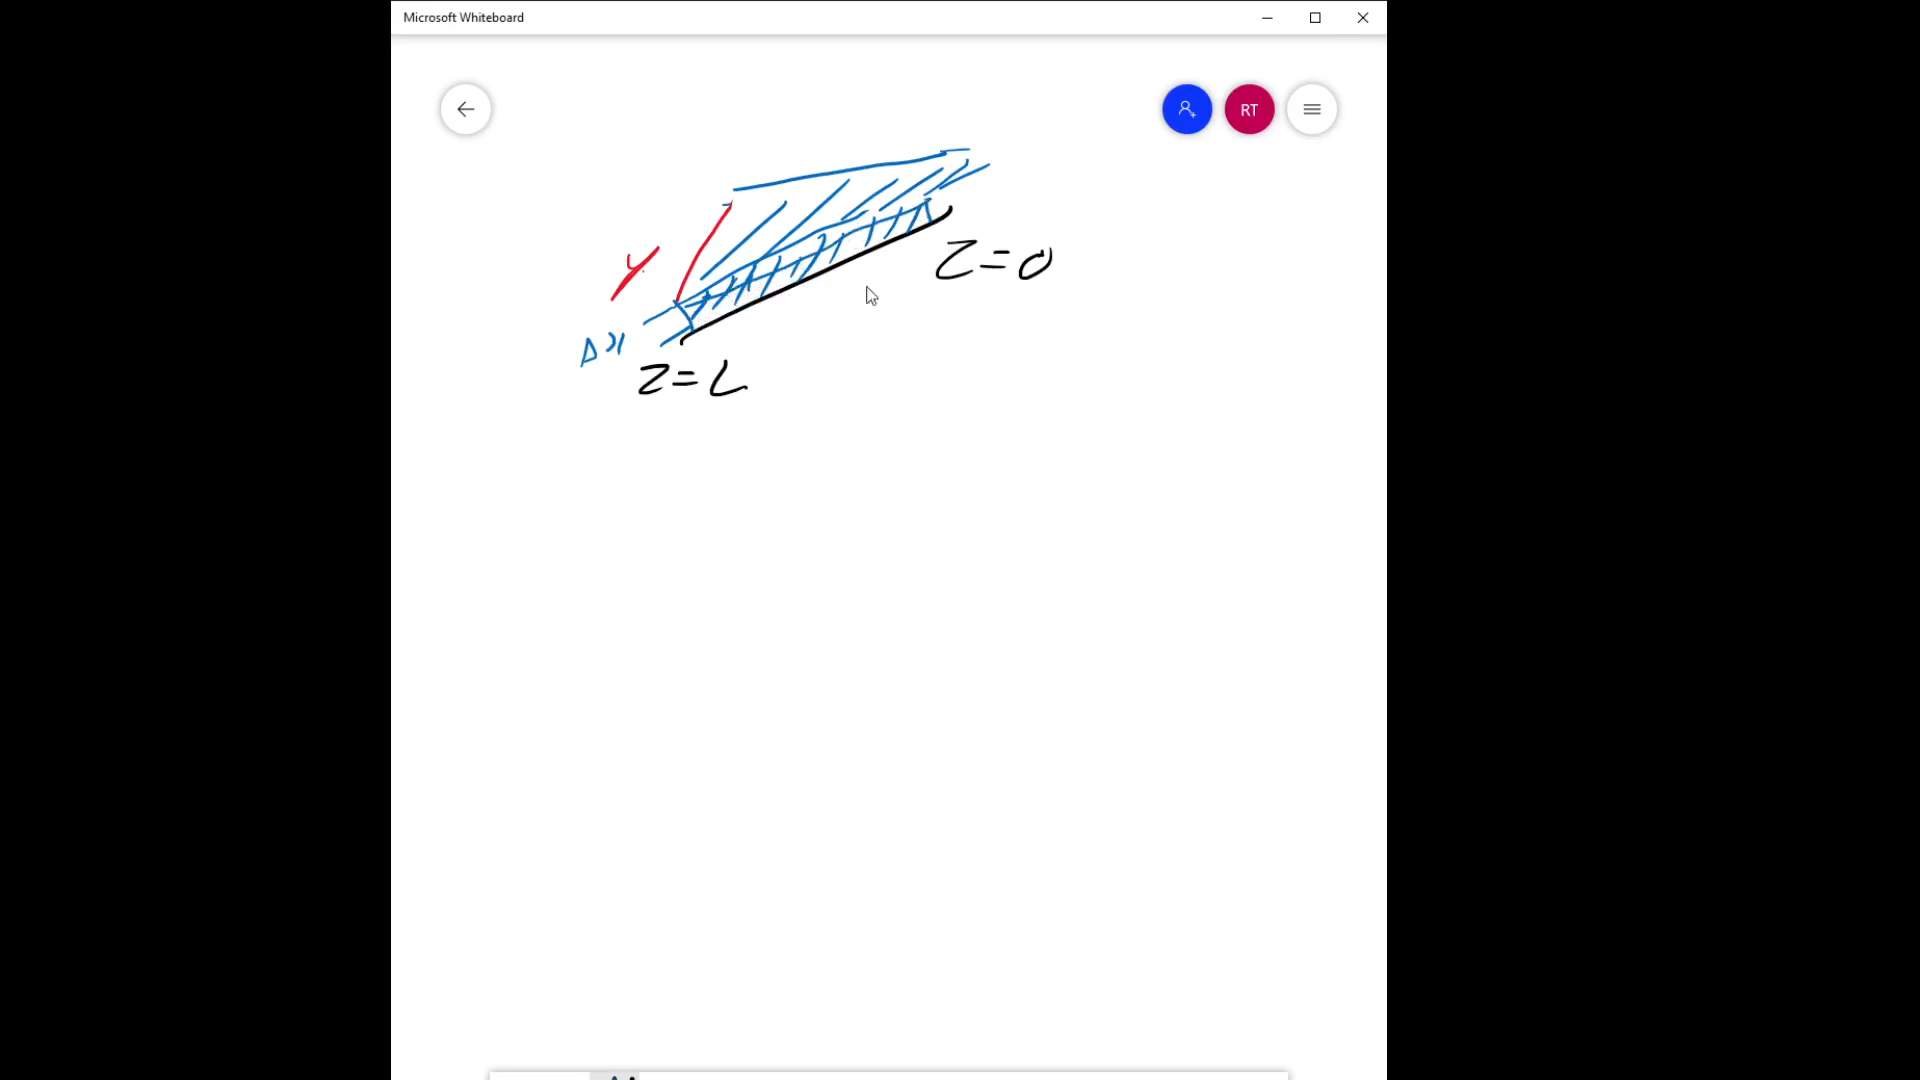 Microsoft Whiteboard
RT
Z=0
y
Δx
Z=L